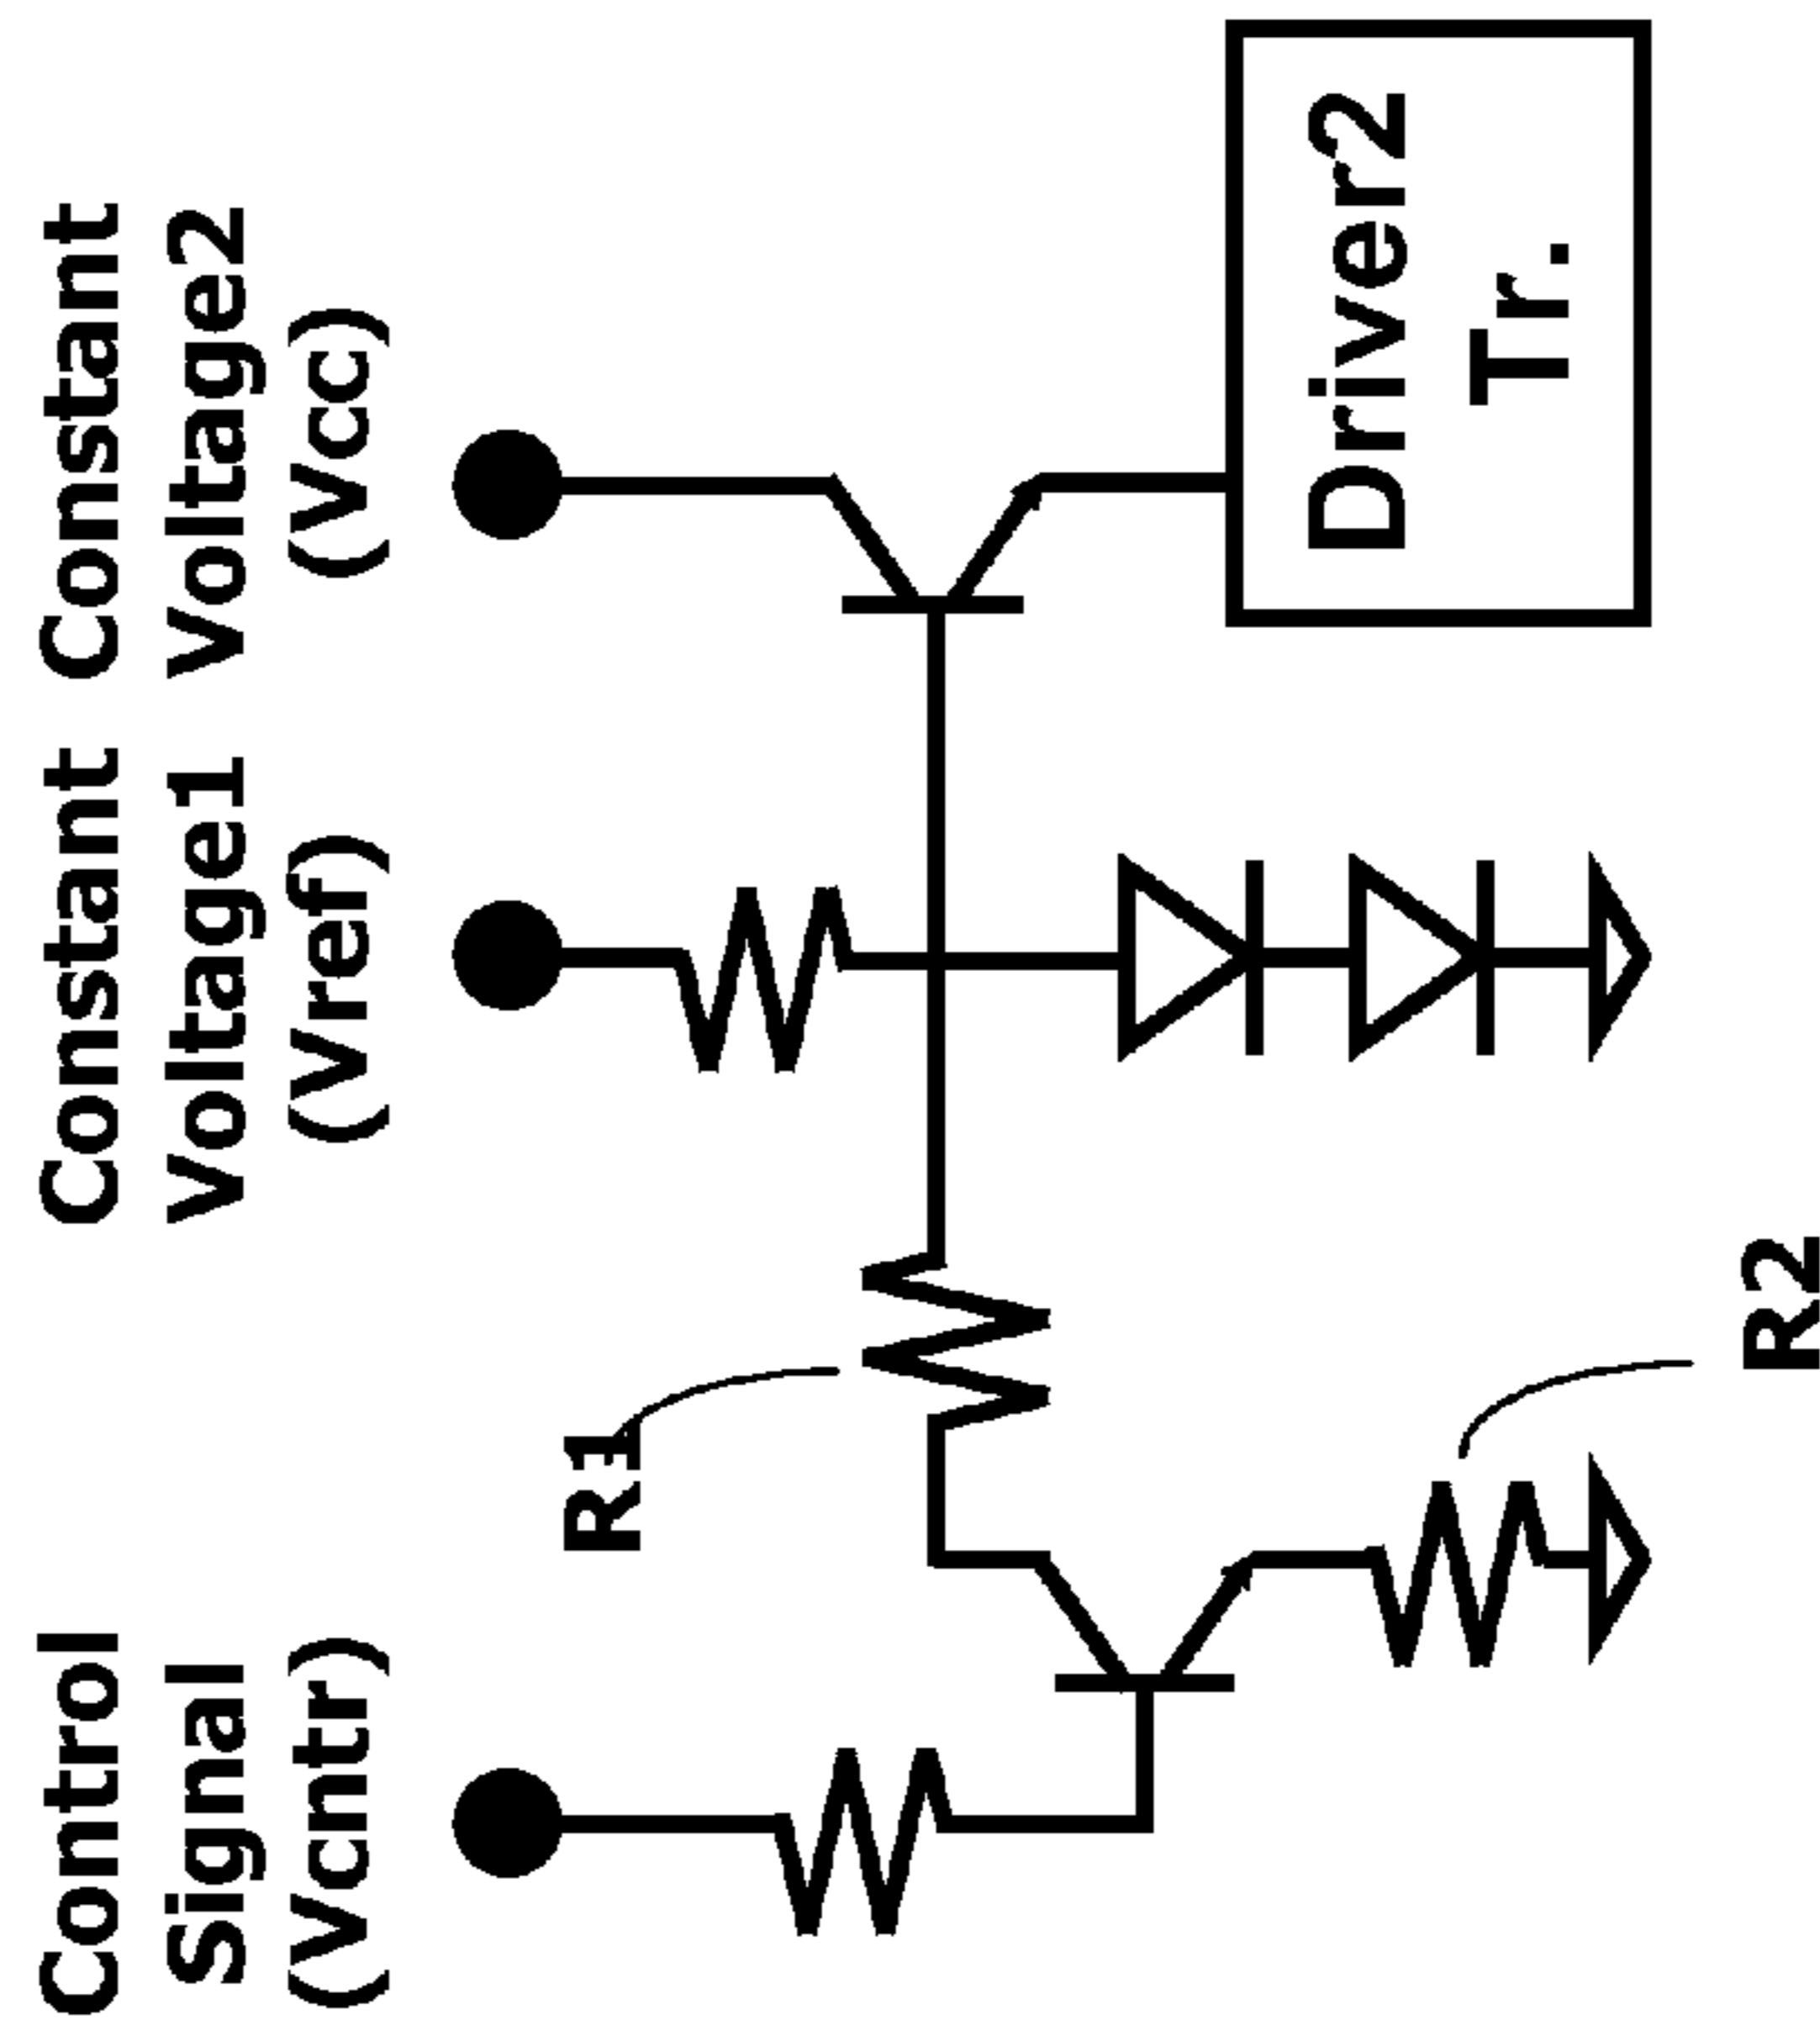 Control
Signal
(Vcntr)
Constant
Voltage1
(Vref)
Constant
Voltage2
(Vcc)
R1
R2
Driver2
Tr.